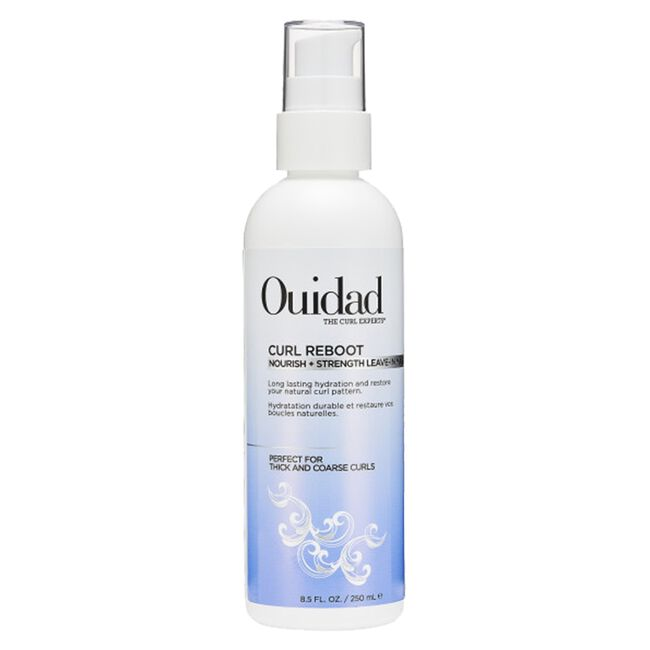 Ouidad
THE CURL EXPERTS®
CURL REBOOT
NOURISH + STRENGTH LEAVE-IN
Long lasting hydration and restore
your natural curl pattern.
Hydratation durable et restaure vos
boucles naturelles.
PERFECT FOR
THICK AND COARSE CURLS
8.5 FL. OZ. / 250 mL ℮